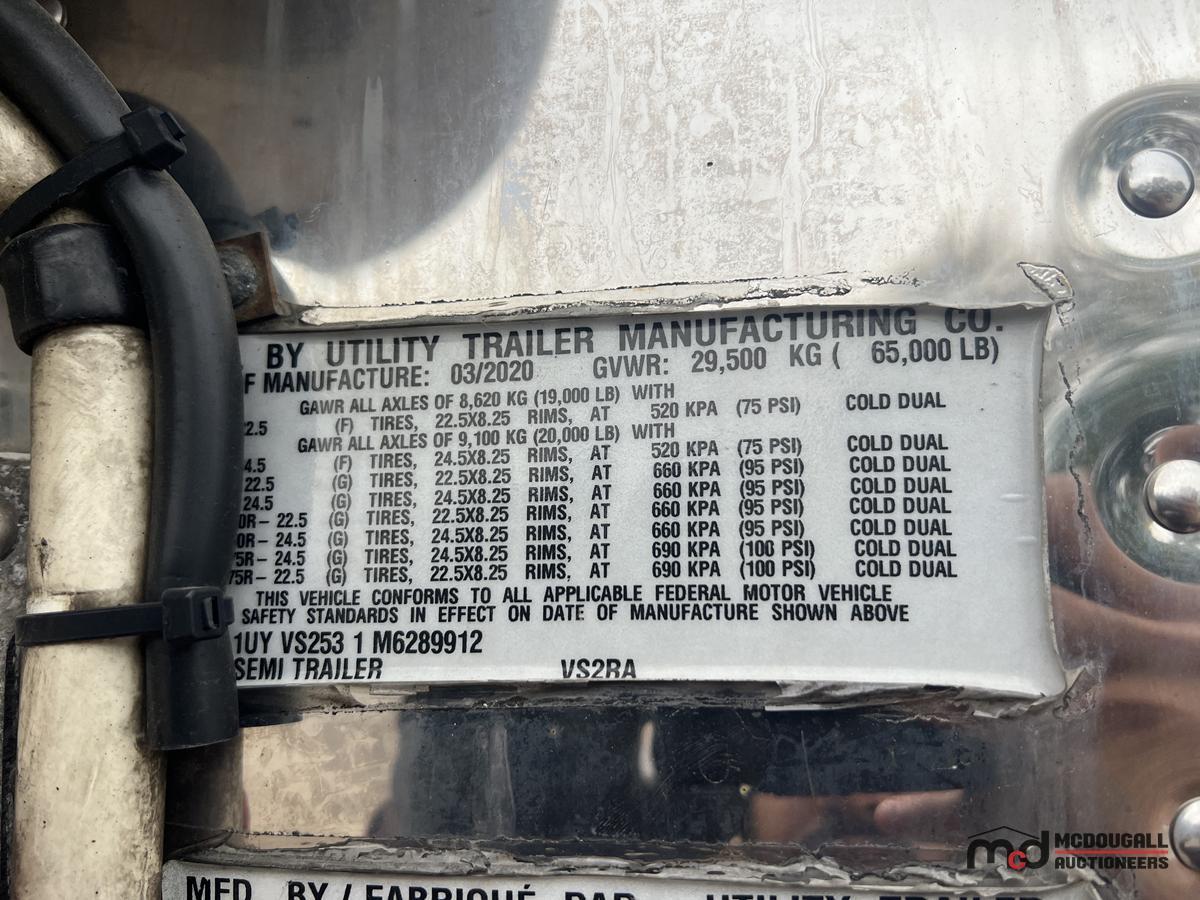 BY UTILITY TRAILER MANUFACTURING CO.
F MANUFACTURE: 03/2020 GVWR: 29,500 KG ( 65,000 LB)
GAWR ALL AXLES OF 8,620 KG (19,000 LB) WITH
2.5 (F) TIRES, 22.5X8.25 RIMS, AT 520 KPA (75 PSI) COLD DUAL
GAWR ALL AXLES OF 9,100 KG (20,000 LB) WITH
4.5 (F) TIRES, 24.5X8.25 RIMS, AT 520 KPA (75 PSI) COLD DUAL
22.5 (G) TIRES, 22.5X8.25 RIMS, AT 660 KPA (95 PSI) COLD DUAL
24.5 (G) TIRES, 24.5X8.25 RIMS, AT 660 KPA (95 PSI) COLD DUAL
0R- 22.5 (G) TIRES, 22.5X8.25 RIMS, AT 660 KPA (95 PSI) COLD DUAL
0R- 24.5 (G) TIRES, 24.5X8.25 RIMS, AT 660 KPA (95 PSI) COLD DUAL
75R- 24.5 (G) TIRES, 24.5X8.25 RIMS, AT 690 KPA (100 PSI) COLD DUAL
75R- 22.5 (G) TIRES, 22.5X8.25 RIMS, AT 690 KPA (100 PSI) COLD DUAL
THIS VEHICLE CONFORMS TO ALL APPLICABLE FEDERAL MOTOR VEHICLE
SAFETY STANDARDS IN EFFECT ON DATE OF MANUFACTURE SHOWN ABOVE
1UY VS253 1 M6289912
SEMI TRAILER VS2RA
MFD. BY / FABRIQUÉ PAR UTILITY TRAILER
mcd MCDOUGALL
AUCTIONEERS